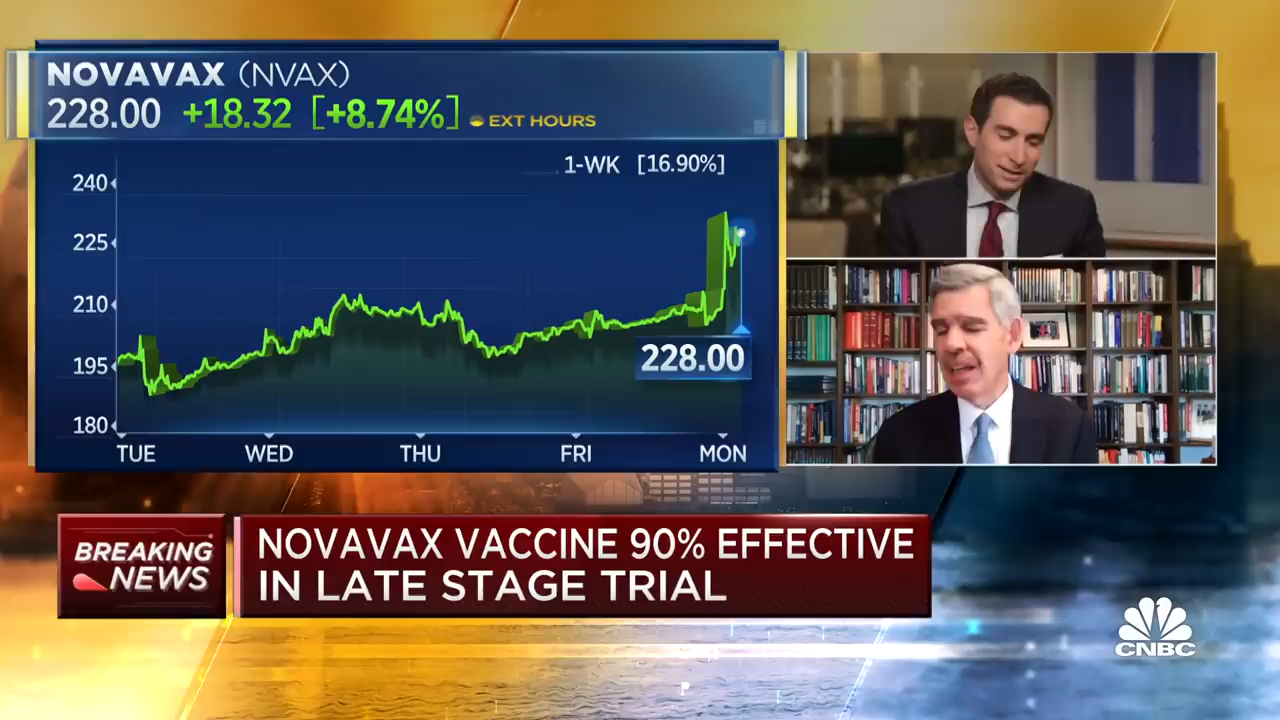 NOVAVAX (NVAX)
228.00 +18.32 [+8.74%] EXT HOURS
1-WK [16.90%]
240
225
210
195
180
228.00
TUE WED THU FRI MON
BREAKING
NEWS
NOVAVAX VACCINE 90% EFFECTIVE
IN LATE STAGE TRIAL
CNBC